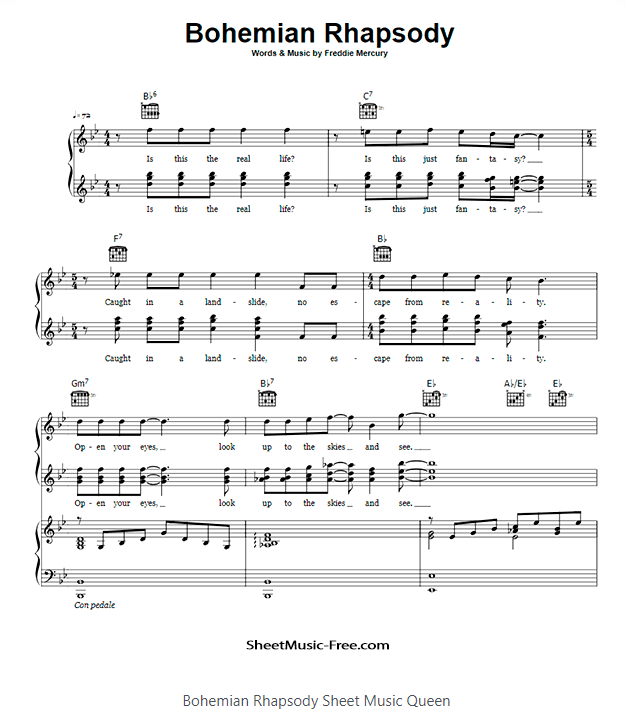 Bohemian Rhapsody
Words & Music by Freddie Mercury
♩=72
B♭6 C7
Is this the real life? Is this just fan - ta - sy?
Is this the real life? Is this just fan - ta - sy?
F7 B♭
Caught in a land - slide, no es - cape from re - a - li - ty.
Caught in a land - slide, no es - cape from re - a - li - ty.
Gm7 B♭7 E♭ A♭/E♭ E♭
Op - en your eyes, look up to the skies and see.
Op - en your eyes, look up to the skies and see.
Con pedale
SheetMusic-Free.com
Bohemian Rhapsody Sheet Music Queen